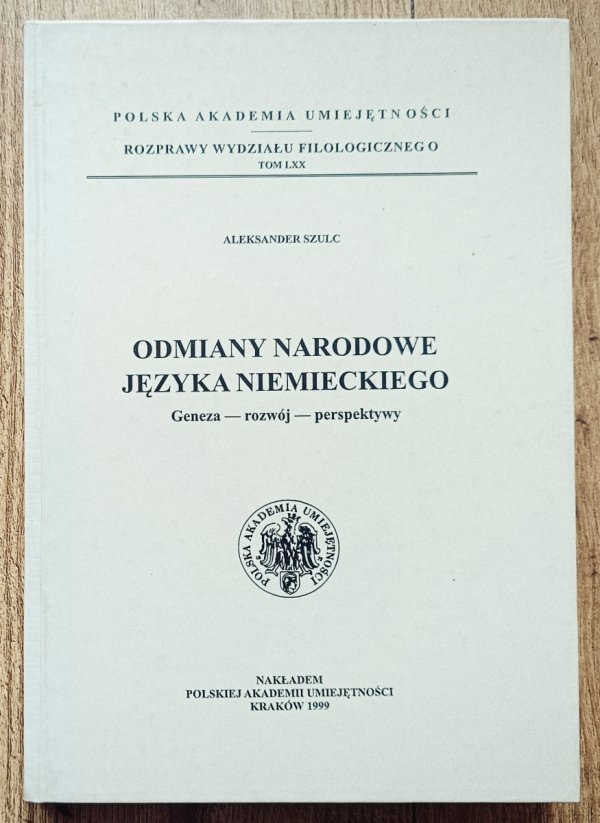 POLSKA AKADEMIA UMIEJĘTNOŚCI
ROZPRAWY WYDZIAŁU FILOLOGICZNEGO
TOM LXX
ALEKSANDER SZULC
ODMIANY NARODOWE
JĘZYKA NIEMIECKIEGO
Geneza — rozwój — perspektywy
POLSKA AKADEMIA UMIEJĘTNOŚCI
NAKŁADEM
POLSKIEJ AKADEMII UMIEJĘTNOŚCI
KRAKÓW 1999